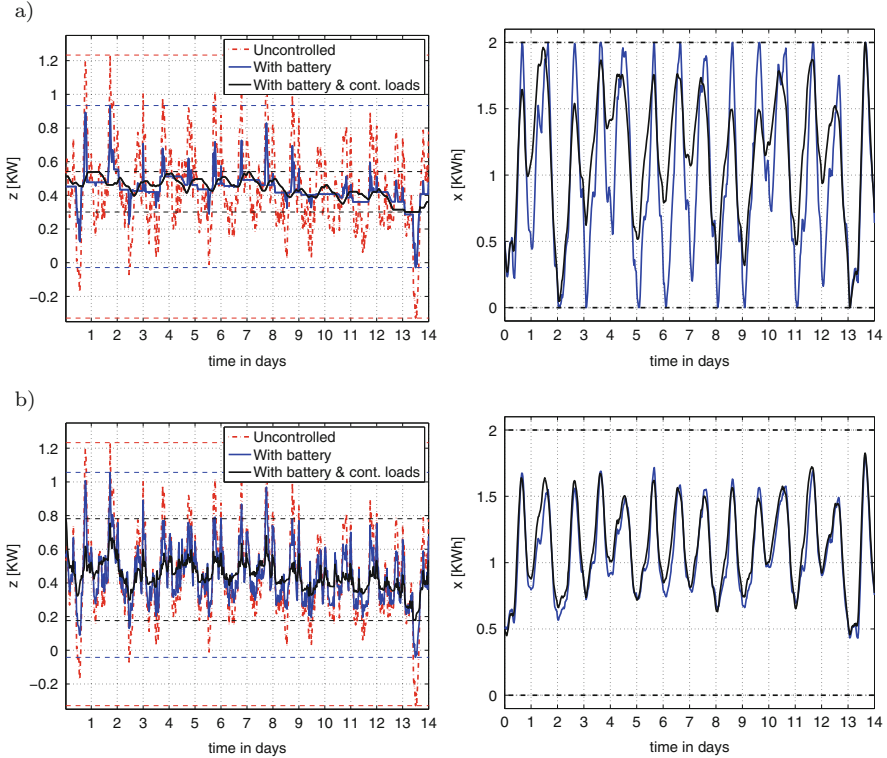 a)
z [KW]
1.2
1
0.8
0.6
0.4
0.2
0
−0.2
Uncontrolled
With battery
With battery & cont. loads
1 2 3 4 5 6 7 8 9 10 11 12 13 14
time in days
x [KWh]
2
1.5
1
0.5
0
0 1 2 3 4 5 6 7 8 9 10 11 12 13 14
time in days
b)
z [KW]
1.2
1
0.8
0.6
0.4
0.2
0
−0.2
Uncontrolled
With battery
With battery & cont. loads
1 2 3 4 5 6 7 8 9 10 11 12 13 14
time in days
x [KWh]
2
1.5
1
0.5
0
0 1 2 3 4 5 6 7 8 9 10 11 12 13 14
time in days